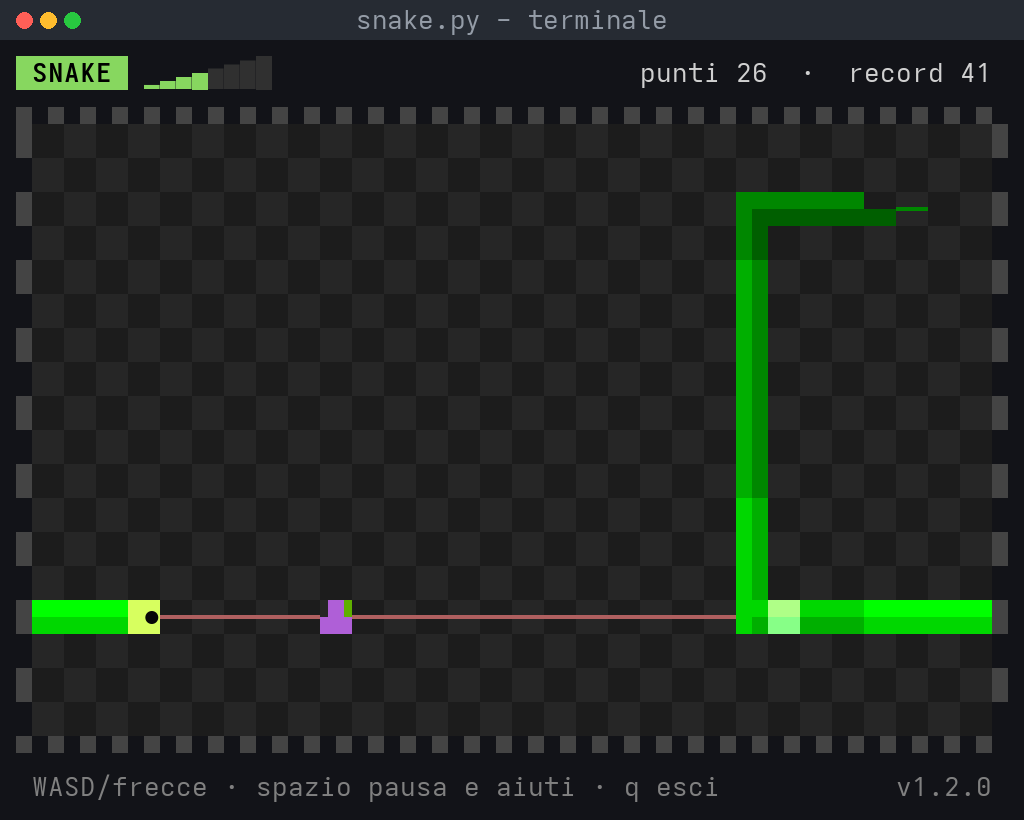 snake.py – terminale
SNAKE punti 26 · record 41
WASD/frecce · spazio pausa e aiuti · q esci v1.2.0